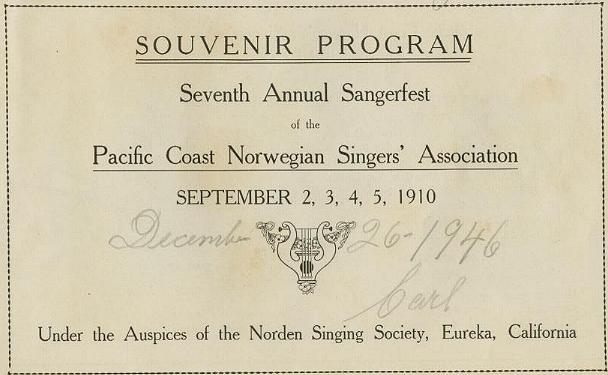 SOUVENIR PROGRAM
Seventh Annual Sangerfest
of the
Pacific Coast Norwegian Singers' Association
SEPTEMBER 2, 3, 4, 5, 1910
December 26-1946
Carl
Under the Auspices of the Norden Singing Society, Eureka, California